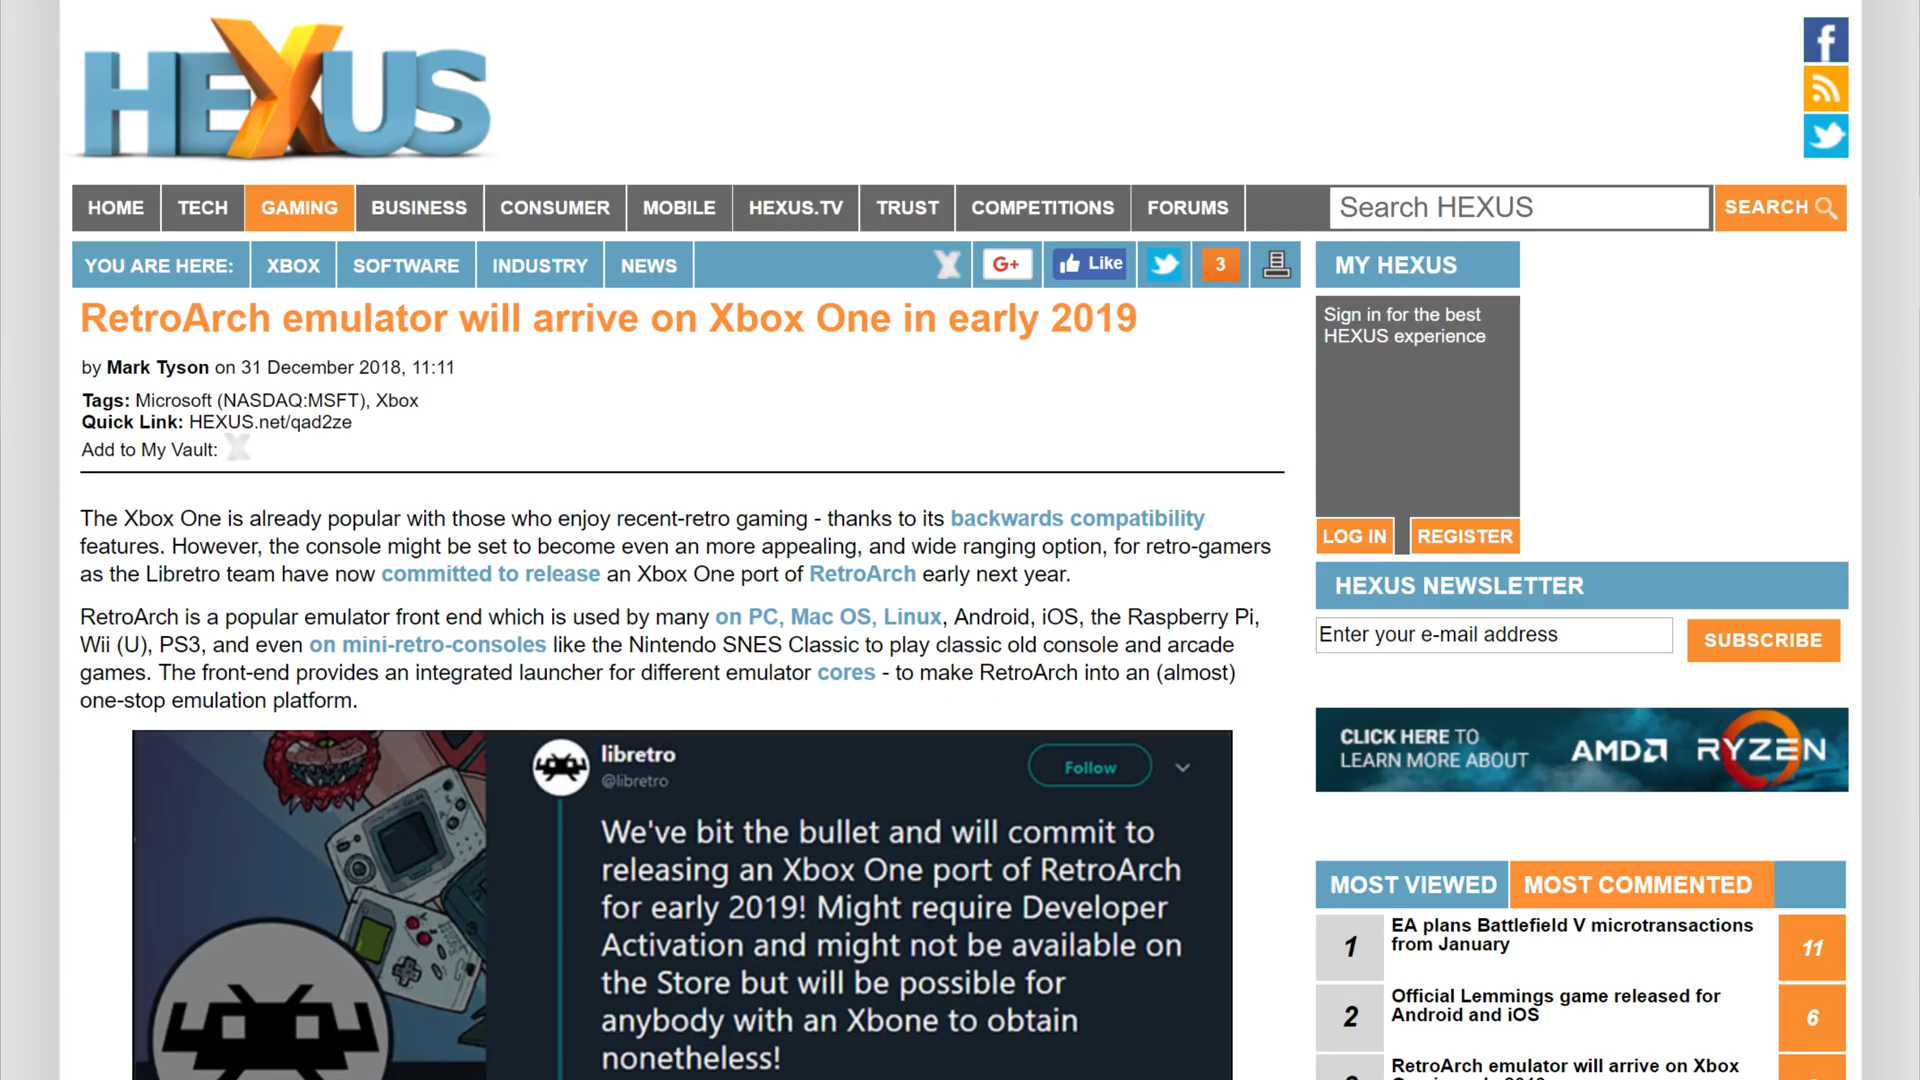 HEXUS
HOME TECH GAMING BUSINESS CONSUMER MOBILE HEXUS.TV TRUST COMPETITIONS FORUMS
Search HEXUS
SEARCH
YOU ARE HERE: XBOX SOFTWARE INDUSTRY NEWS
G+ Like 3
MY HEXUS
RetroArch emulator will arrive on Xbox One in early 2019
by Mark Tyson on 31 December 2018, 11:11
Tags: Microsoft (NASDAQ:MSFT), Xbox
Quick Link: HEXUS.net/qad2ze
Add to My Vault:
The Xbox One is already popular with those who enjoy recent-retro gaming - thanks to its backwards compatibility
features. However, the console might be set to become even an more appealing, and wide ranging option, for retro-gamers
as the Libretro team have now committed to release an Xbox One port of RetroArch early next year.
RetroArch is a popular emulator front end which is used by many on PC, Mac OS, Linux, Android, iOS, the Raspberry Pi,
Wii (U), PS3, and even on mini-retro-consoles like the Nintendo SNES Classic to play classic old console and arcade
games. The front-end provides an integrated launcher for different emulator cores - to make RetroArch into an (almost)
one-stop emulation platform.
libretro
@libretro
Follow
We've bit the bullet and will commit to
releasing an Xbox One port of RetroArch
for early 2019! Might require Developer
Activation and might not be available on
the Store but will be possible for
anybody with an Xbone to obtain
nonetheless!
Sign in for the best
HEXUS experience
LOG IN REGISTER
HEXUS NEWSLETTER
Enter your e-mail address
SUBSCRIBE
CLICK HERE TO
LEARN MORE ABOUT
AMD RYZEN
MOST VIEWED MOST COMMENTED
1 EA plans Battlefield V microtransactions
from January
11
2 Official Lemmings game released for
Android and iOS
6
RetroArch emulator will arrive on Xbox